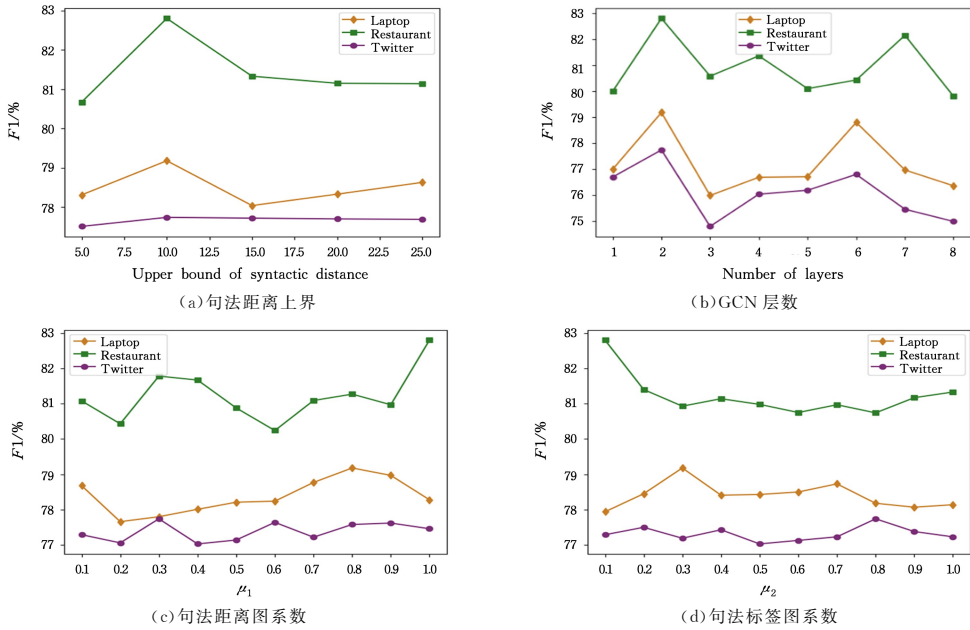 83
82
81
80
79
78
F1/%
Laptop
Restaurant
Twitter
5.0 7.5 10.0 12.5 15.0 17.5 20.0 22.5 25.0
Upper bound of syntactic distance
(a)句法距离上界
83
82
81
80
79
78
77
76
75
F1/%
Laptop
Restaurant
Twitter
1 2 3 4 5 6 7 8
Number of layers
(b)GCN 层数
83
82
81
80
79
78
77
F1/%
Laptop
Restaurant
Twitter
0.1 0.2 0.3 0.4 0.5 0.6 0.7 0.8 0.9 1.0
μ1
(c)句法距离图系数
83
82
81
80
79
78
77
F1/%
Laptop
Restaurant
Twitter
0.1 0.2 0.3 0.4 0.5 0.6 0.7 0.8 0.9 1.0
μ2
(d)句法标签图系数